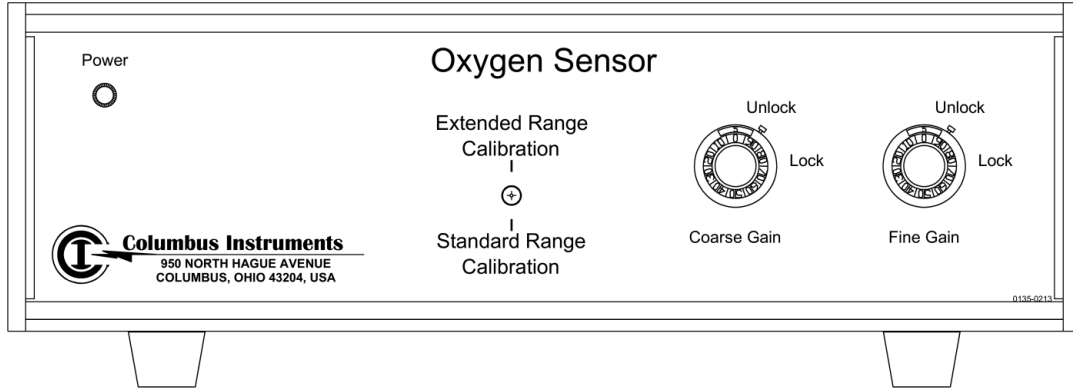 Power
Oxygen Sensor
Extended Range
Calibration
Standard Range
Calibration
Unlock
Lock
Coarse Gain
Unlock
Lock
Fine Gain
Columbus Instruments
950 NORTH HAGUE AVENUE
COLUMBUS, OHIO 43204, USA
0135-0213